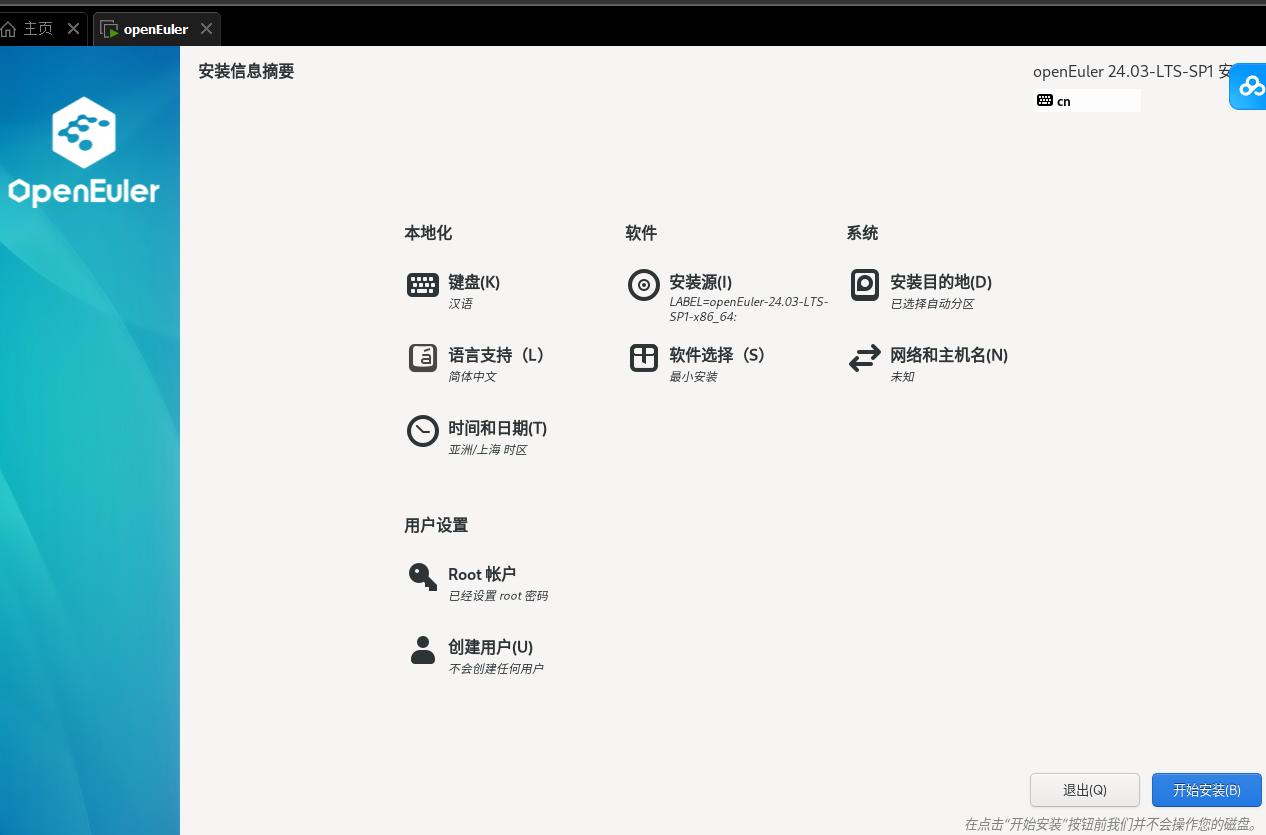 主页
openEuler
openEuler
安装信息摘要
openEuler 24.03-LTS-SP1 安
cn
本地化
键盘(K)
汉语
语言支持（L）
简体中文
时间和日期(T)
亚洲/上海 时区
软件
安装源(I)
LABEL=openEuler-24.03-LTS-
SP1-x86_64:
软件选择（S）
最小安装
系统
安装目的地(D)
已选择自动分区
网络和主机名(N)
未知
用户设置
Root 帐户
已经设置 root 密码
创建用户(U)
不会创建任何用户
退出(Q)
开始安装(B)
在点击“开始安装”按钮前我们并不会操作您的磁盘。